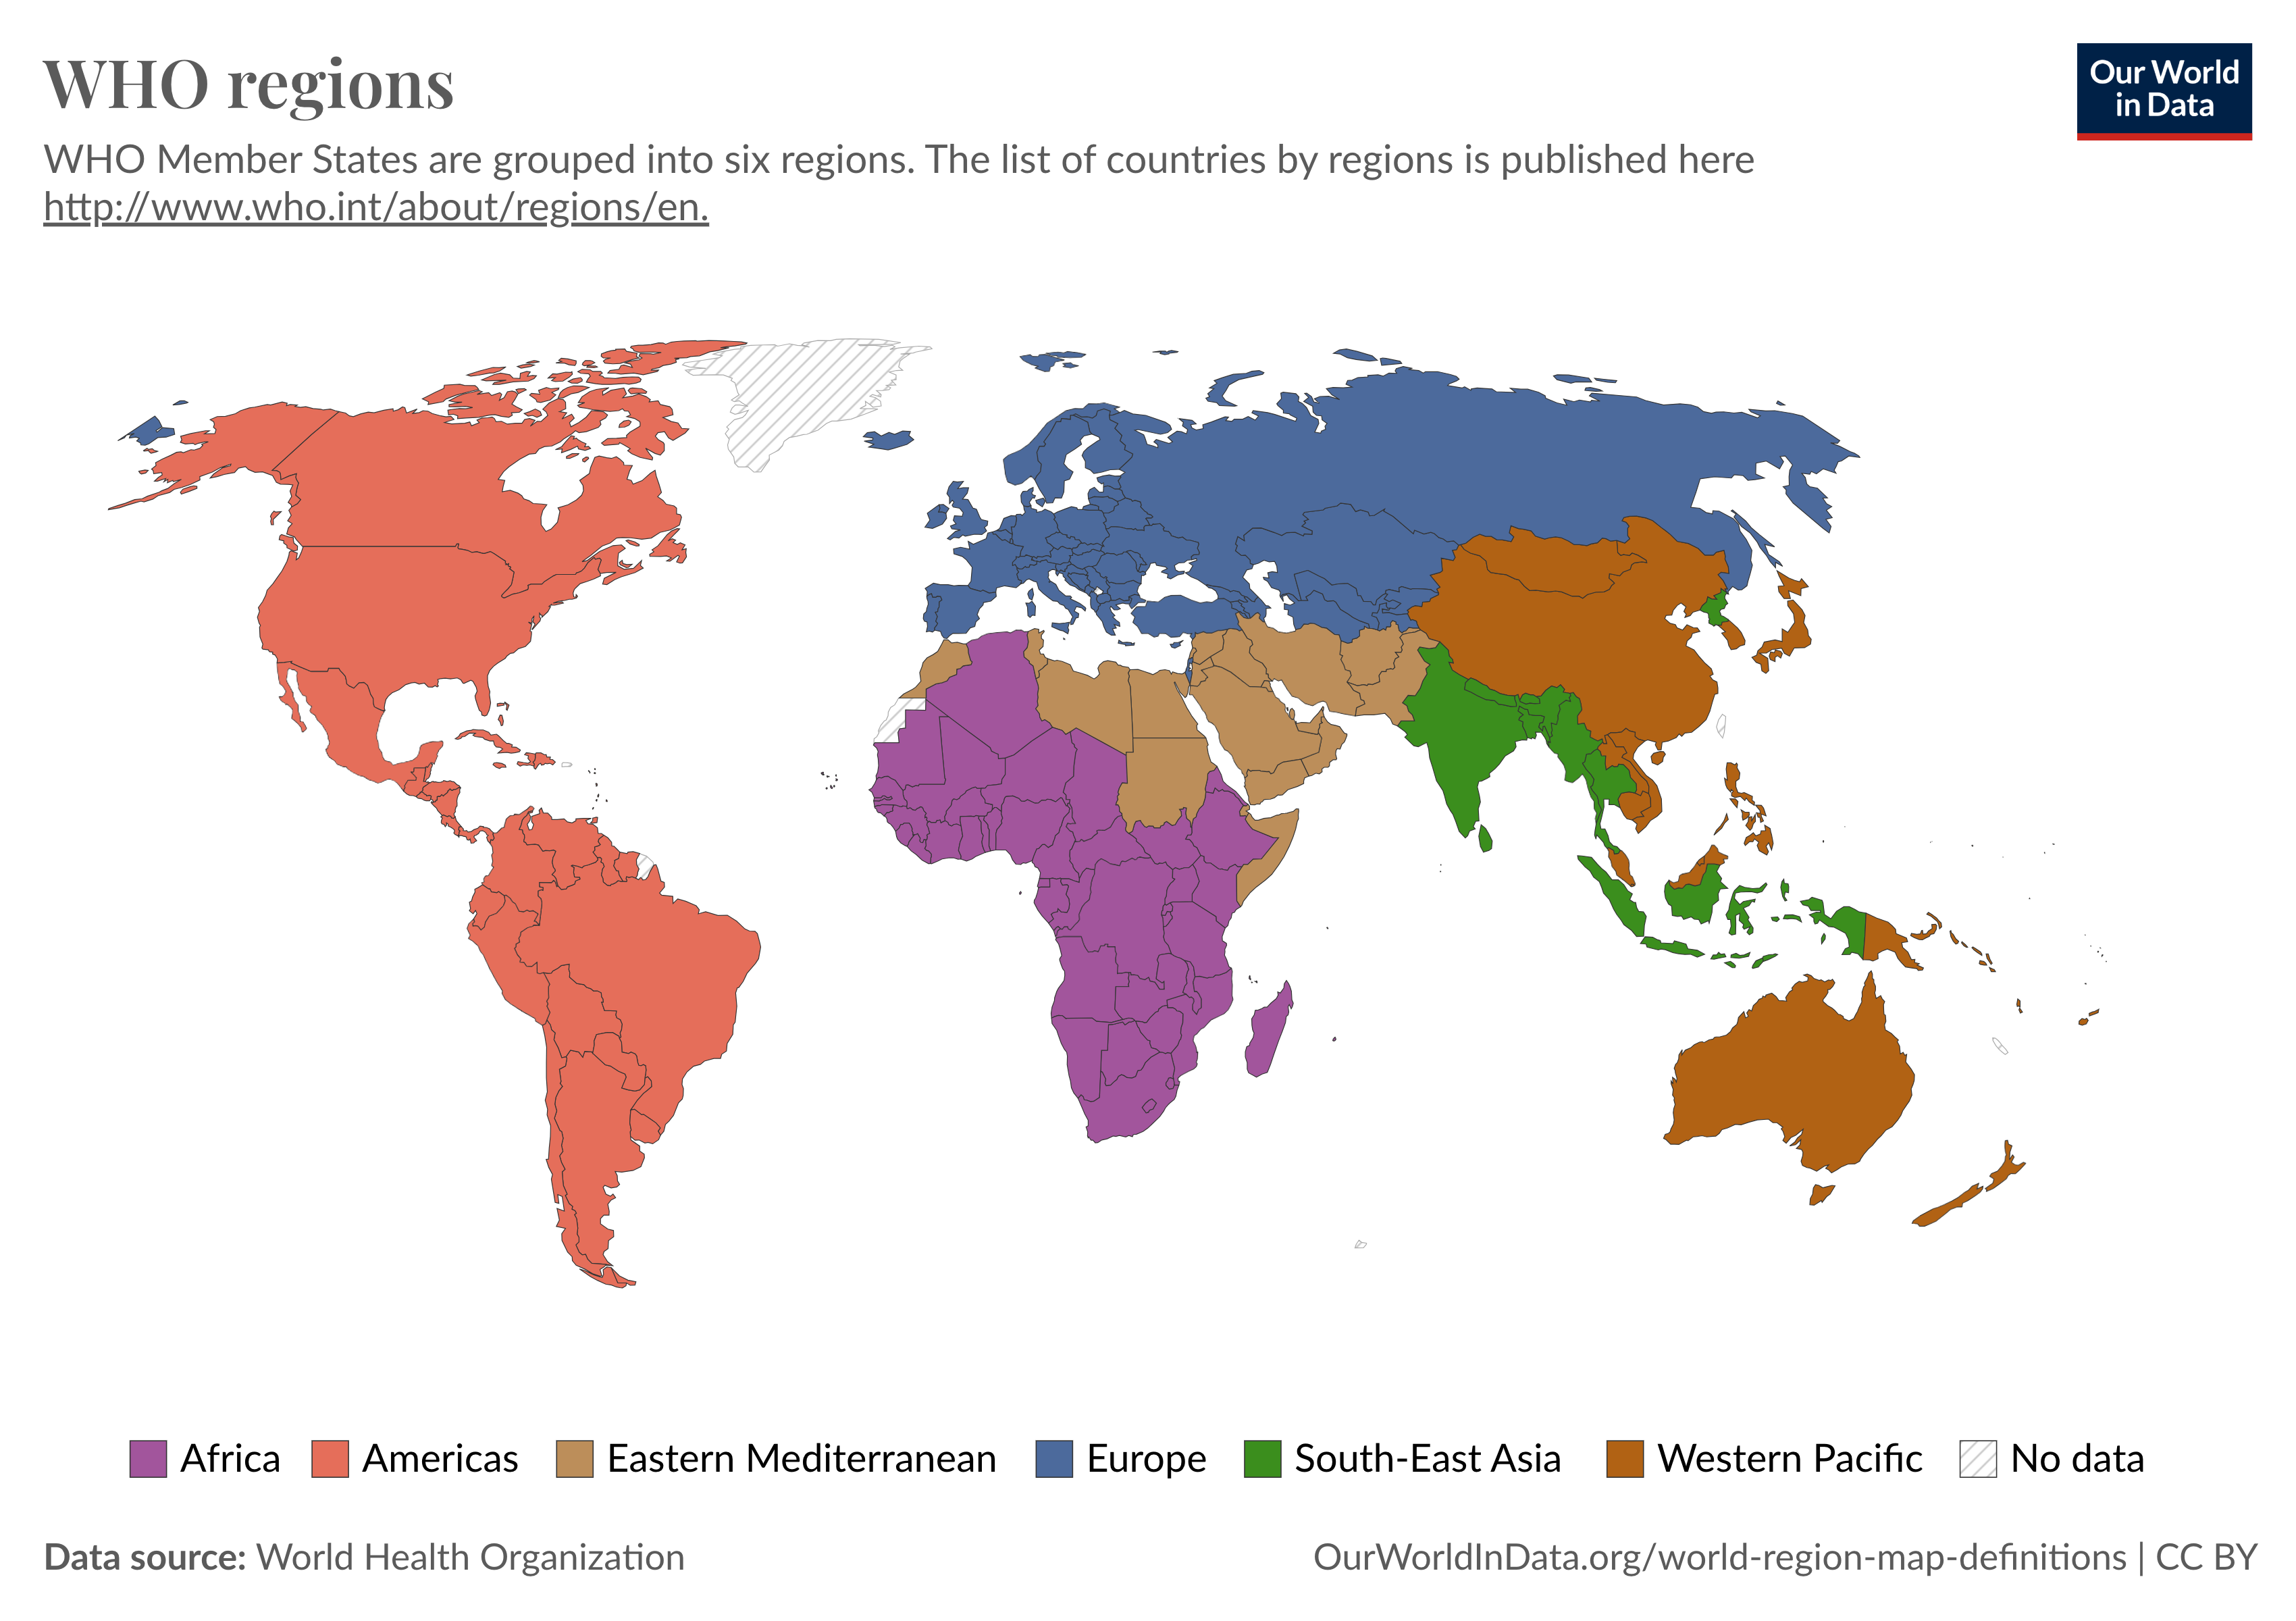 WHO regions
Our World
in Data
WHO Member States are grouped into six regions. The list of countries by regions is published here
http://www.who.int/about/regions/en.
Africa Americas Eastern Mediterranean Europe South-East Asia Western Pacific No data
Data source: World Health Organization
OurWorldInData.org/world-region-map-definitions | CC BY